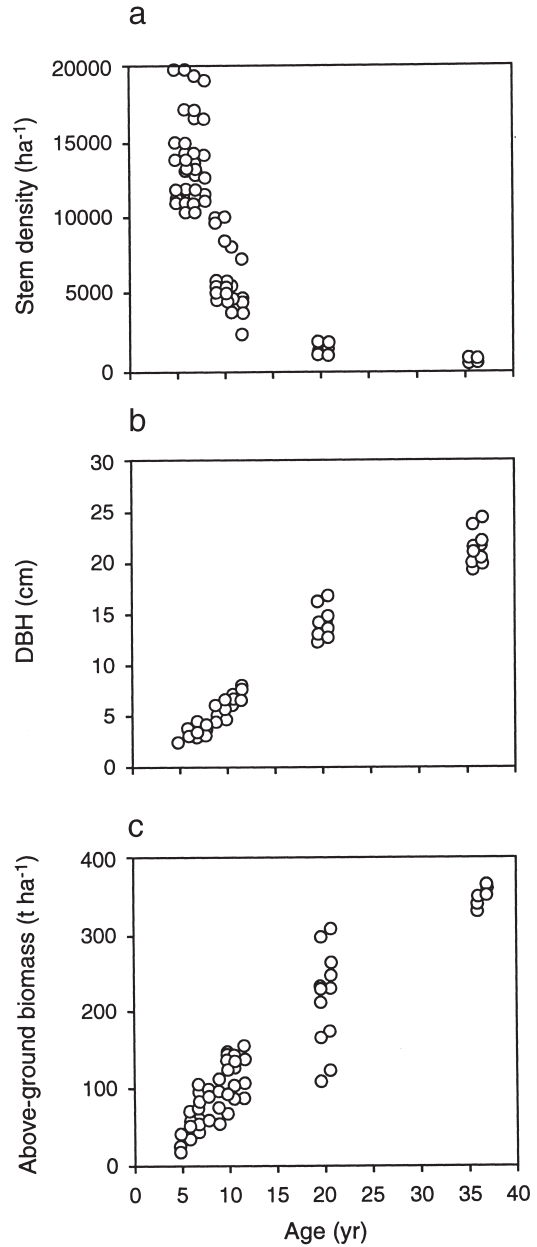 a
20000
15000
10000
5000
0
Stem density (ha⁻¹)
b
30
25
20
15
10
5
0
DBH (cm)
c
400
300
200
100
0
Above-ground biomass (t ha⁻¹)
0 5 10 15 20 25 30 35 40
Age (yr)